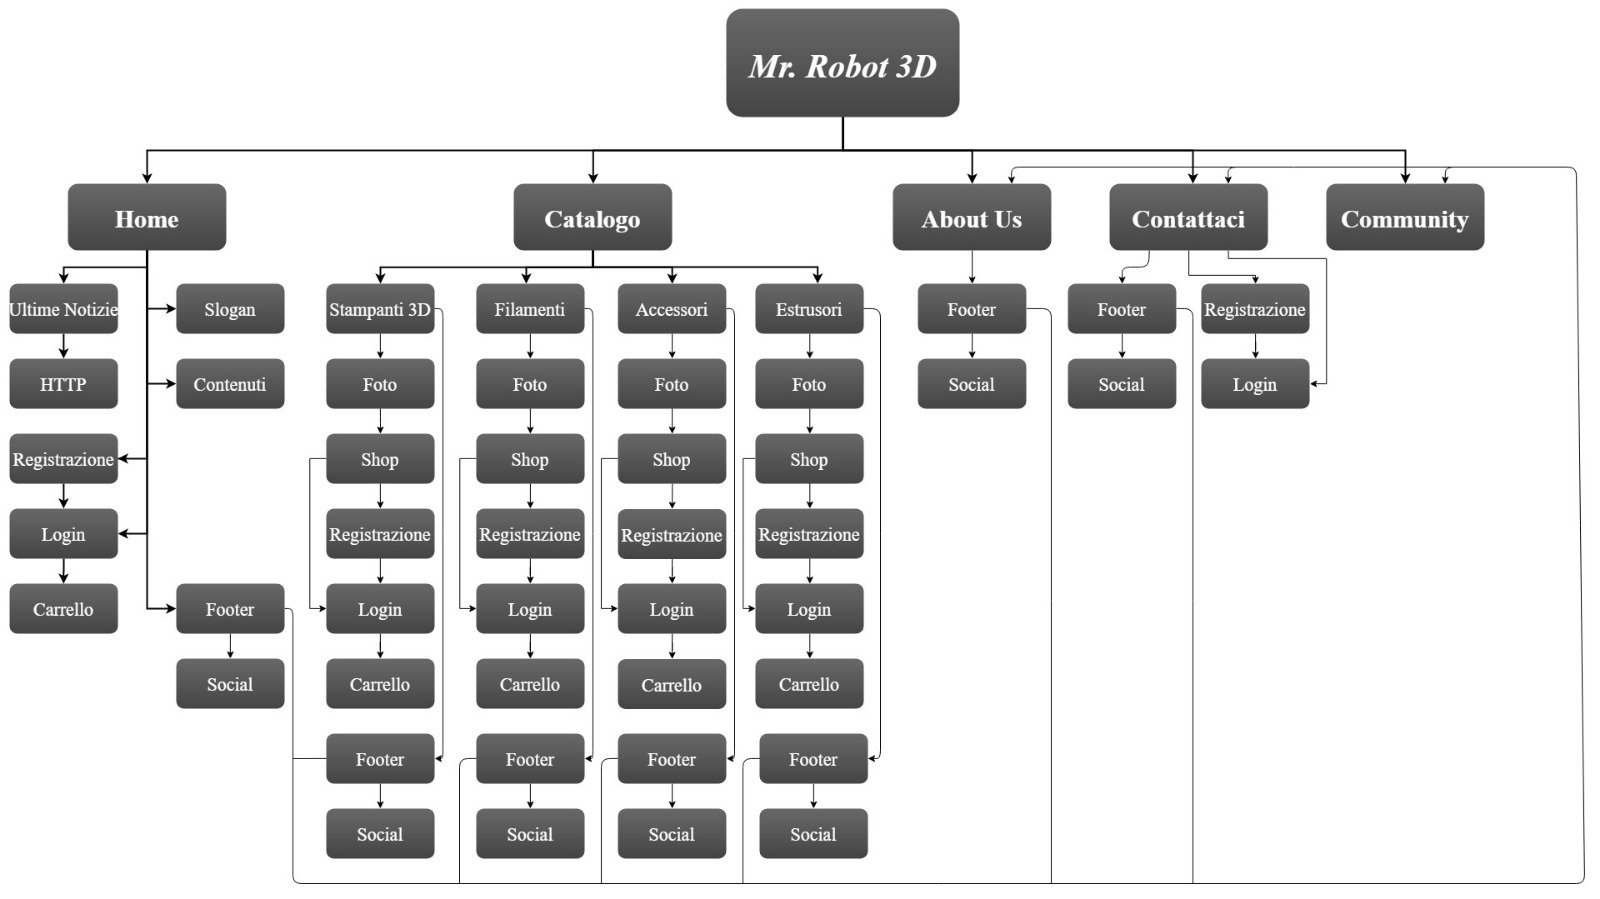 Mr. Robot 3D
Home
Catalogo
About Us
Contattaci
Community
Ultime Notizie
Slogan
Stampanti 3D
Filamenti
Accessori
Estrusori
Footer
Footer
Registrazione
HTTP
Contenuti
Foto
Foto
Foto
Foto
Social
Social
Login
Registrazione
Shop
Shop
Shop
Shop
Login
Registrazione
Registrazione
Registrazione
Registrazione
Carrello
Footer
Login
Login
Login
Login
Social
Carrello
Carrello
Carrello
Carrello
Footer
Footer
Footer
Footer
Social
Social
Social
Social